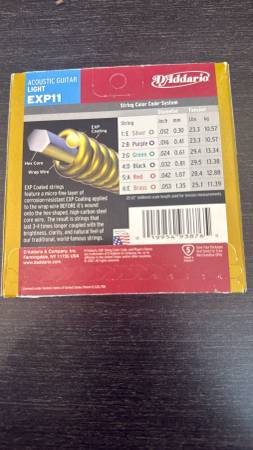 ACOUSTIC GUITAR
LIGHT
EXP11
D'Addario
String Color Code System
EXP
Coating
Hex Core
Wrap Wire
String Diameter Tension
Lbs kg
1:E Silver .012 0.30 23.3 10.57
2:B Purple .016 0.41 23.3 10.57
3:G Green .024 0.61 29.4 13.34
4:D Black .032 0.81 29.5 13.38
5:A Red .042 1.07 28.4 12.88
6:E Brass .053 1.35 25.1 11.39
EXP Coated strings
feature a micro-fine layer of
corrosion-resistant EXP Coating
applied to the wrap wire BEFORE it's wound
onto the hex-shaped, high-carbon steel
core wire. The result is strings that
last 3-4 times longer coupled with the
brightness, clarity, and natural feel of
our traditional, world-famous strings.
D'Addario & Company, Inc.
Farmingdale, NY 11735 USA
www.daddario.com
0 19954 93876
5